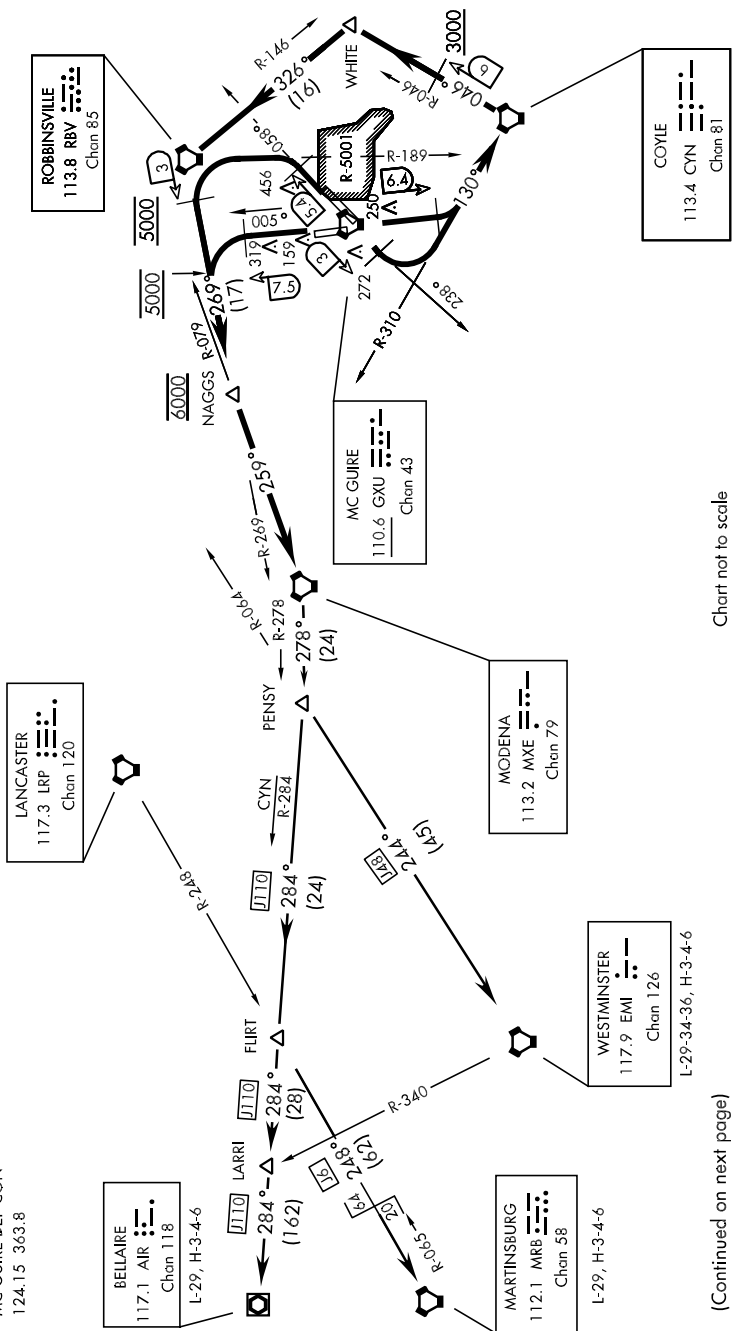 MC GUIRE DEP CON
124.15 363.8
BELLAIRE
117.1 AIR
Chan 118
L-29, H-3-4-6
LANCASTER
117.3 LRP
Chan 120
ROBBINSVILLE
113.8 RBV
Chan 85
R-146
326°
(16)
WHITE
3000
R-046
046°
6
3
5000
5000
058°
456
R-5001
R-189
5.4
6.4
250
130°
005°
319
159
3
272
7.5
238°
R-310
269°
(17)
R-079
6000
NAGGS
259°
R-269
R-064
R-278
278°
(24)
PENSY
CYN
R-284
J110
284°
(24)
R-248
FLIRT
J110
284°
(28)
LARRI
J110
284°
(162)
J48
244°
(45)
R-340
J6
248°
(62)
64
20
R-065
MC GUIRE
110.6 GXU
Chan 43
COYLE
113.4 CYN
Chan 81
MODENA
113.2 MXE
Chan 79
WESTMINSTER
117.9 EMI
Chan 126
L-29-34-36, H-3-4-6
MARTINSBURG
112.1 MRB
Chan 58
L-29, H-3-4-6
(Continued on next page)
Chart not to scale